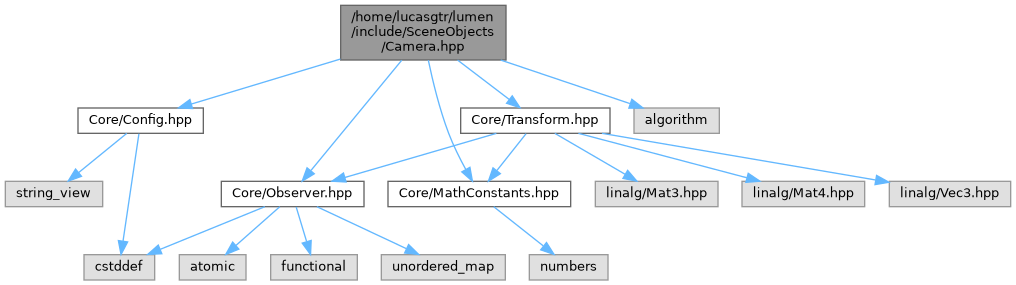 /home/lucasgtr/lumen
/include/SceneObjects
/Camera.hpp
Core/Config.hpp
Core/Transform.hpp
algorithm
string_view
Core/Observer.hpp
Core/MathConstants.hpp
linalg/Mat3.hpp
linalg/Mat4.hpp
linalg/Vec3.hpp
cstddef
atomic
functional
unordered_map
numbers